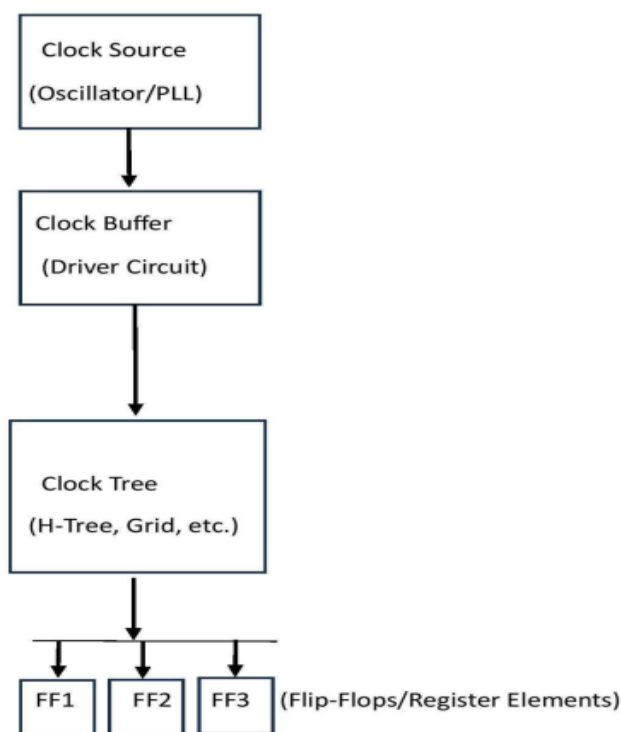 Clock Source
(Oscillator/PLL)
Clock Buffer
(Driver Circuit)
Clock Tree
(H-Tree, Grid, etc.)
FF1 FF2 FF3 (Flip-Flops/Register Elements)